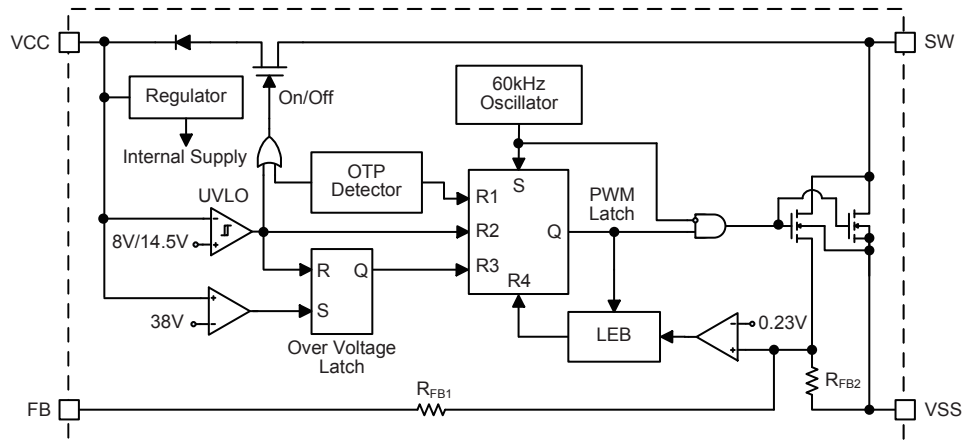 VCC
SW
Regulator
On/Off
60kHz
Oscillator
Internal Supply
OTP
Detector
S
PWM
Latch
R1
UVLO
8V/14.5V
R2
Q
R
Q
R3
R4
S
38V
LEB
0.23V
Over Voltage
Latch
RFB1
RFB2
FB
VSS